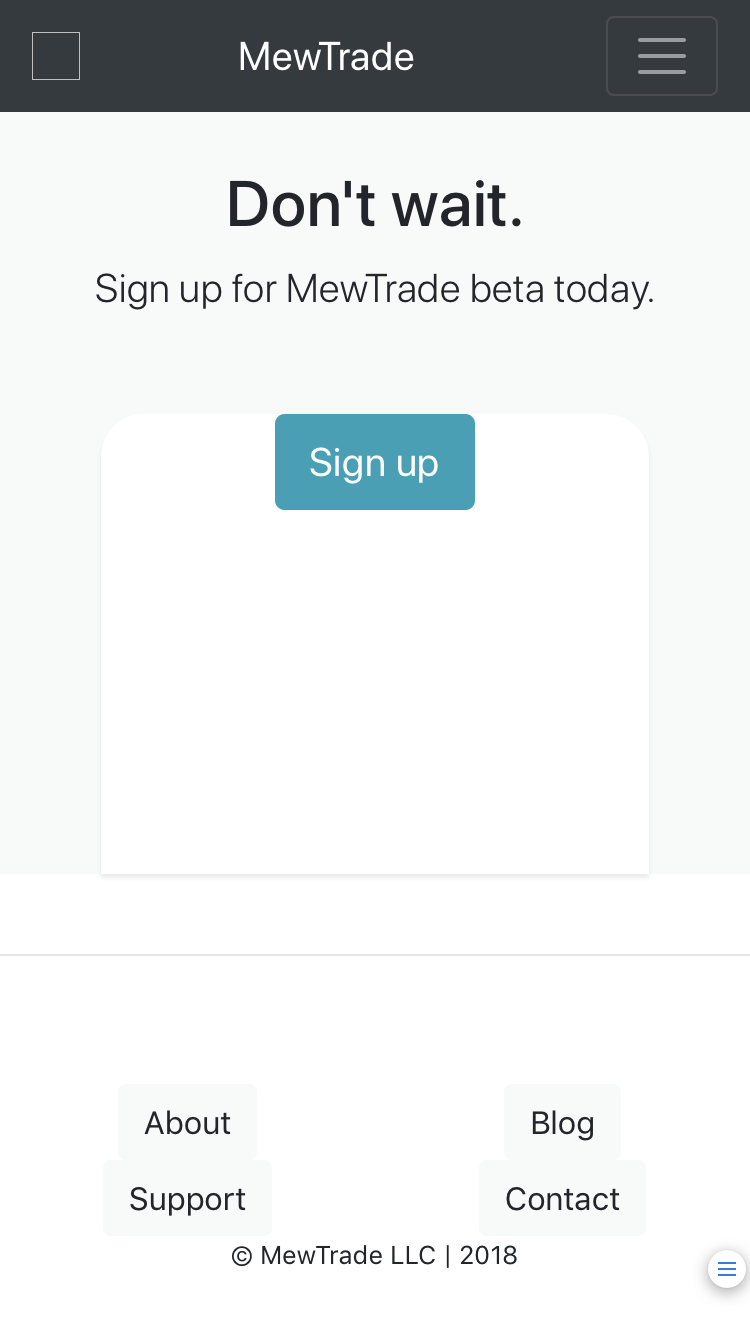 MewTrade
Don't wait.
Sign up for MewTrade beta today.
Sign up
About
Blog
Support
Contact
© MewTrade LLC | 2018